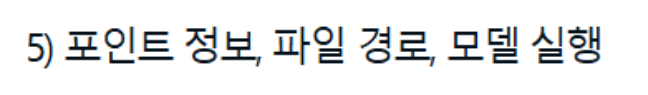 5) 포인트 정보, 파일 경로, 모델 실행